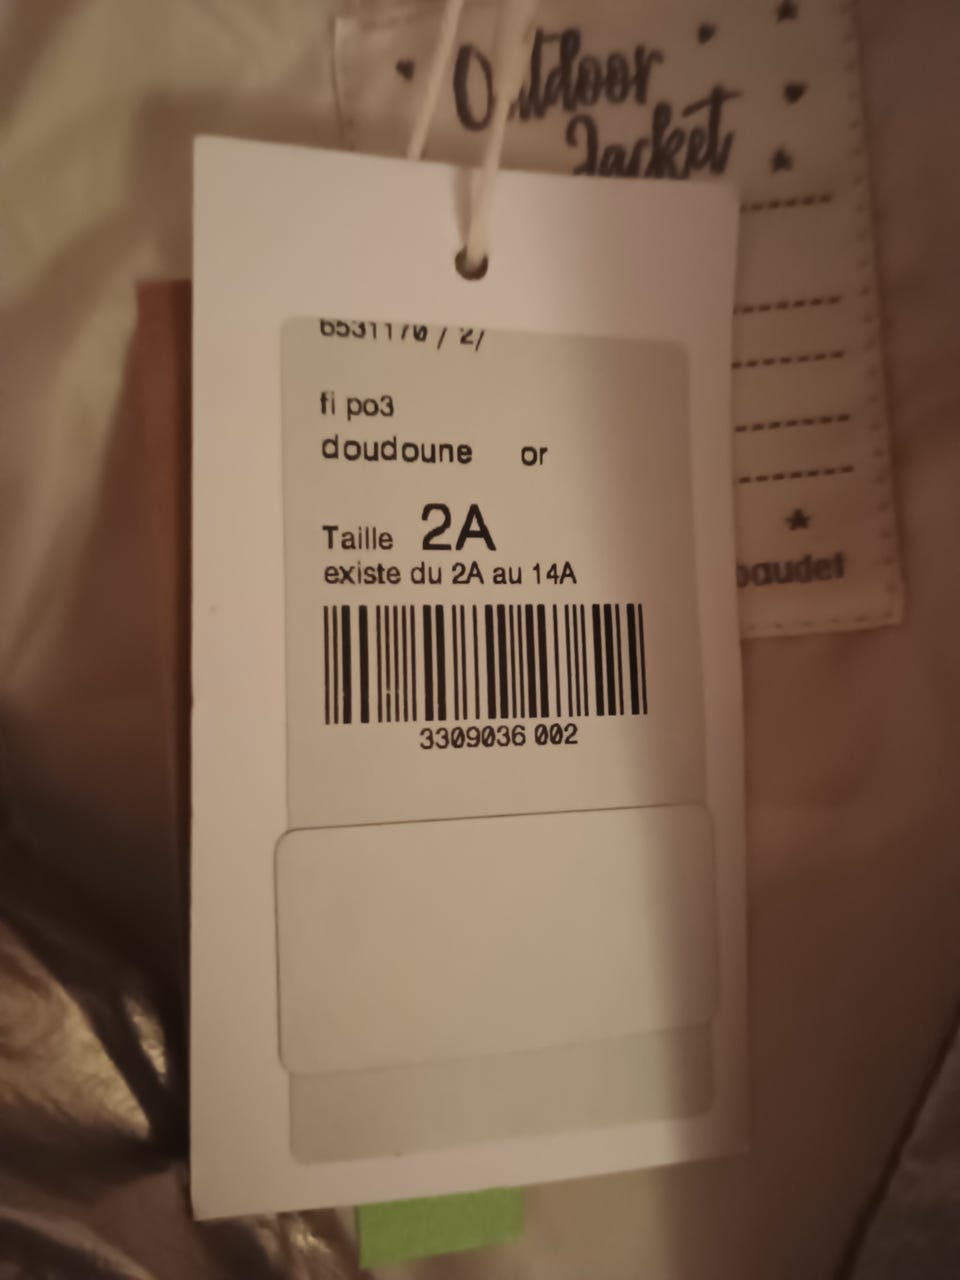 Outdoor
Jacket
6531170 / 2/
fi po3
doudoune or
Taille 2A
existe du 2A au 14A
baudet
3309036 002